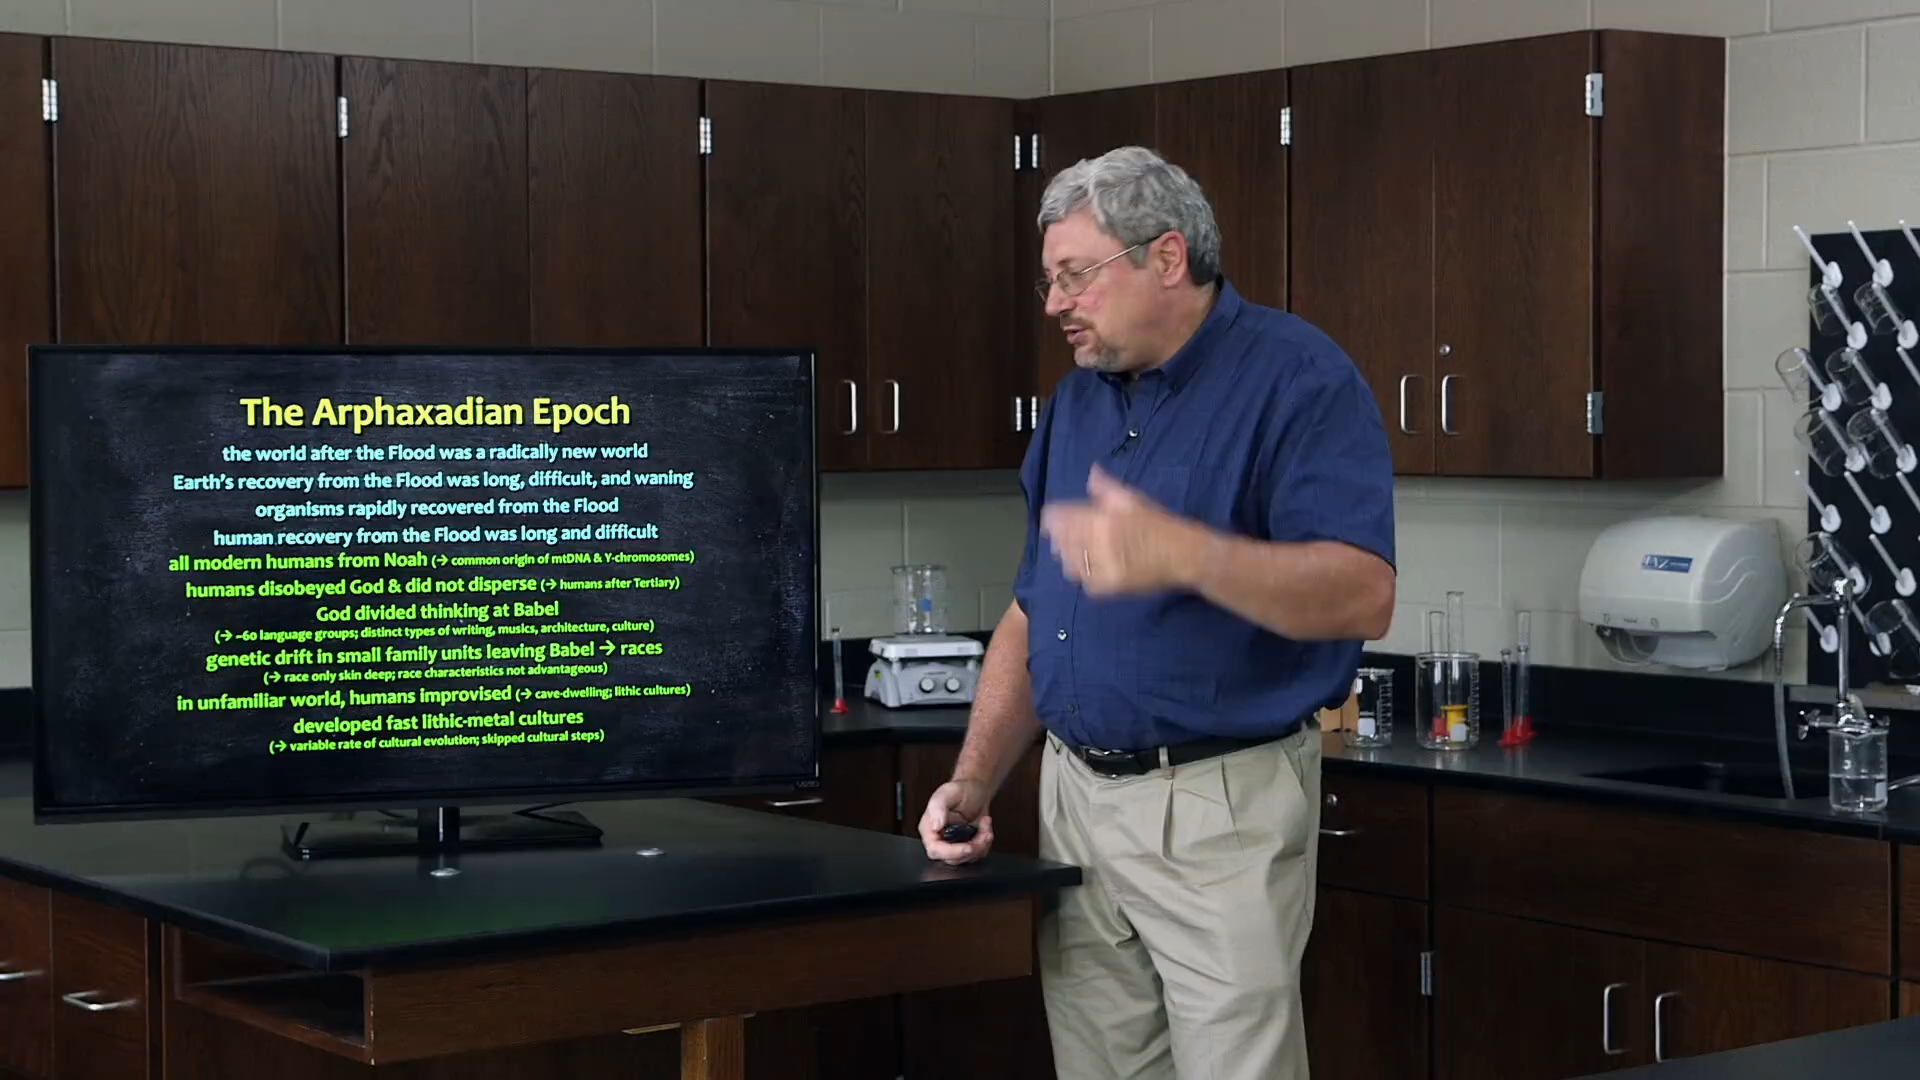 The Arphaxadian Epoch
the world after the Flood was a radically new world
Earth's recovery from the Flood was long, difficult, and waning
organisms rapidly recovered from the Flood
human recovery from the Flood was long and difficult
all modern humans from Noah (→ common origin of mtDNA & Y-chromosomes)
humans disobeyed God & did not disperse (→ humans after Tertiary)
God divided thinking at Babel
(→ ~60 language groups; distinct types of writing, musics, architecture, culture)
genetic drift in small family units leaving Babel → races
(→ race only skin deep; race characteristics not advantageous)
in unfamiliar world, humans improvised (→ cave-dwelling; lithic cultures)
developed fast lithic-metal cultures
(→ variable rate of cultural evolution; skipped cultural steps)